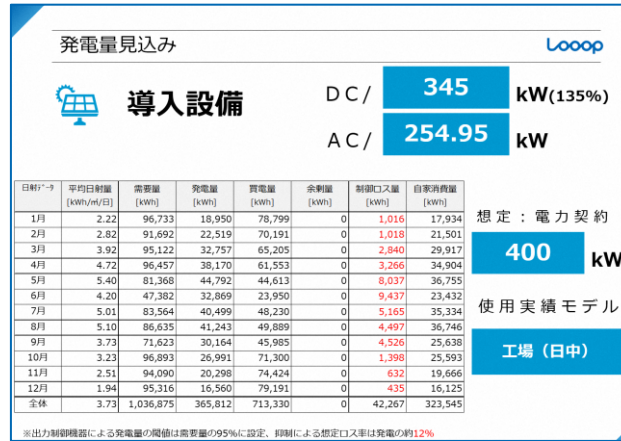 発電量見込み
Looop
導入設備
DC/ 345 kW(135%)
AC/ 254.95 kW
日射ﾃﾞｰﾀ 平均日射量 需要量 発電量 買電量 余剰量 制御ロス量 自家消費量
[kWh/㎡/日] [kWh] [kWh] [kWh] [kWh] [kWh] [kWh]
1月 2.22 96,733 18,950 78,799 0 1,016 17,934
2月 2.82 91,692 22,519 70,191 0 1,018 21,501
3月 3.92 95,122 32,757 65,205 0 2,840 29,917
4月 4.72 96,457 38,170 61,553 0 3,266 34,904
5月 5.40 81,368 44,792 44,613 0 8,037 36,755
6月 4.20 47,382 32,869 23,950 0 9,437 23,432
7月 5.01 83,564 40,499 48,230 0 5,165 35,334
8月 5.10 86,635 41,243 49,889 0 4,497 36,746
9月 3.73 71,623 30,164 45,985 0 4,526 25,638
10月 3.23 96,893 26,991 71,300 0 1,398 25,593
11月 2.51 94,090 20,298 74,424 0 632 19,666
12月 1.94 95,316 16,560 79,191 0 435 16,125
全体 3.73 1,036,875 365,812 713,330 0 42,267 323,545
想定：電力契約
400 kW
使用実績モデル
工場（日中）
※出力制御機器による発電量の閾値は需要量の95%に設定、抑制による想定ロス率は発電の約12%